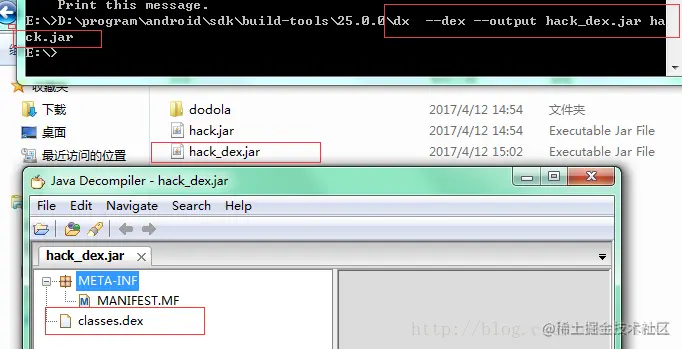 Print this message.
E:\>D:\program\android\sdk\build-tools\25.0.0\dx  --dex --output hack_dex.jar ha
ck.jar
E:\>
收藏夹
下载
dodola 2017/4/12 14:54 文件夹
桌面
hack.jar 2017/4/12 14:54 Executable Jar File
最近访问的位置
hack_dex.jar 2017/4/12 15:02 Executable Jar File
Java Decompiler - hack_dex.jar
File Edit Navigate Search Help
hack_dex.jar
META-INF
MANIFEST.MF
classes.dex
http://blog.c
@稀土掘金技术社区